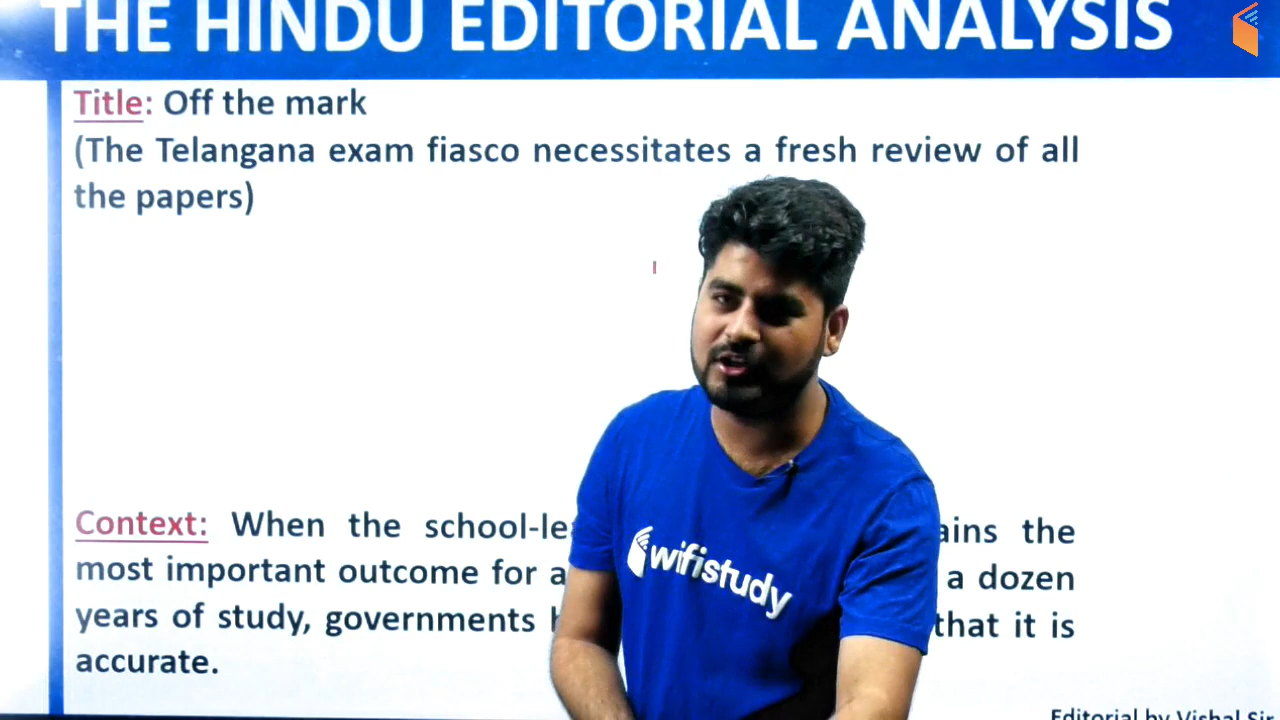 THE HINDU EDITORIAL ANALYSIS
Title: Off the mark
(The Telangana exam fiasco necessitates a fresh review of all
the papers)
Context: When the school-le ains the
most important outcome for a a dozen
years of study, governments that it is
accurate.
wifistudy
Editorial by Vishal